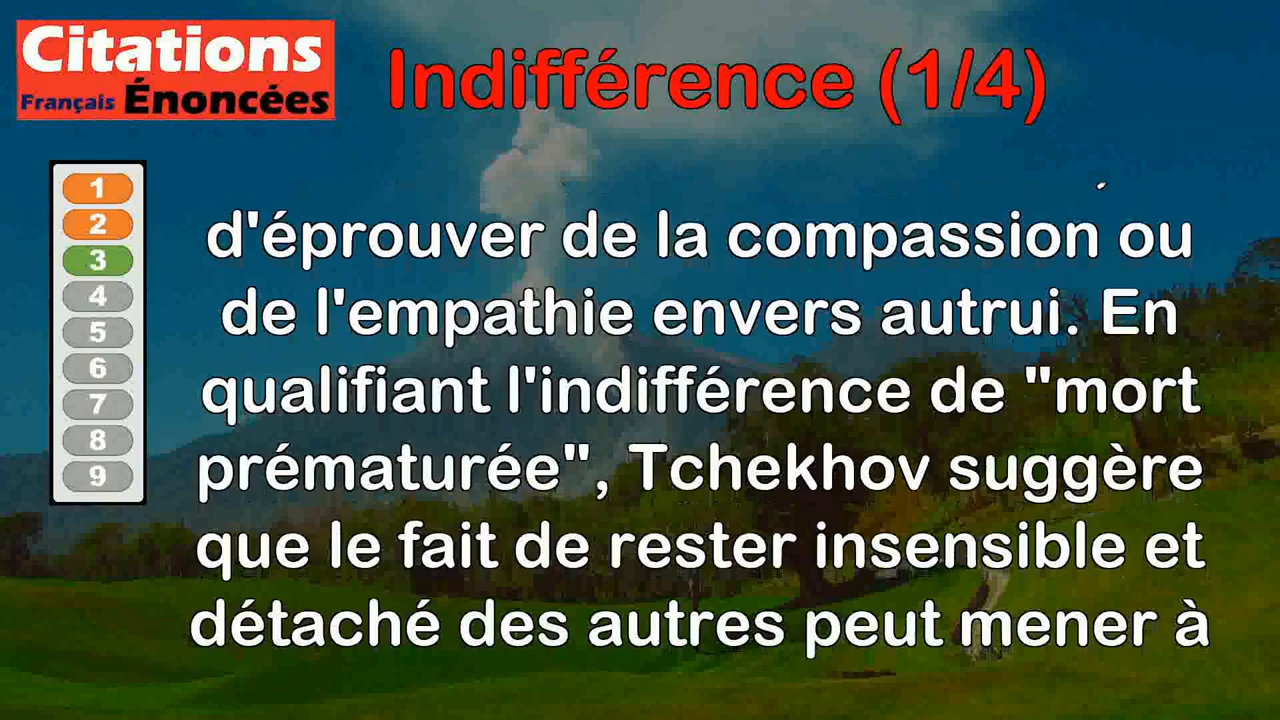 Citations
Français Énoncées
Indifférence (1/4)
1
2
3
4
5
6
7
8
9
d'éprouver de la compassion ou
de l'empathie envers autrui. En
qualifiant l'indifférence de "mort
prématurée", Tchekhov suggère
que le fait de rester insensible et
détaché des autres peut mener à